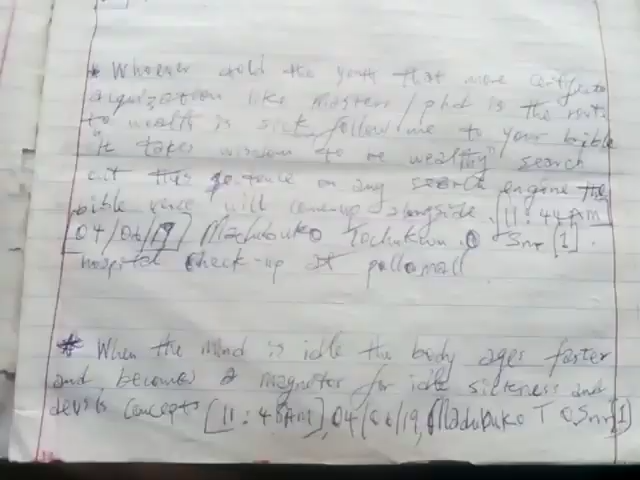 * Whoever told the youth that more certificate
acquization like Masters/phd is the route
to wealth is sick, follow me to your bible
"it takes wisdom to be wealthy" search
out this sentence on any search engine the
bible verse will come up alongside. [11:44AM]
[04/06/19] Madubuko Tochukwu .O Snr [1].
hospital check-up at pollomall
* When the mind is idle the body ages faster
and becomes a magnetor for idle sickness and
devils concepts [11:48AM], 04/06/19, Madubuko T O Snr (1)